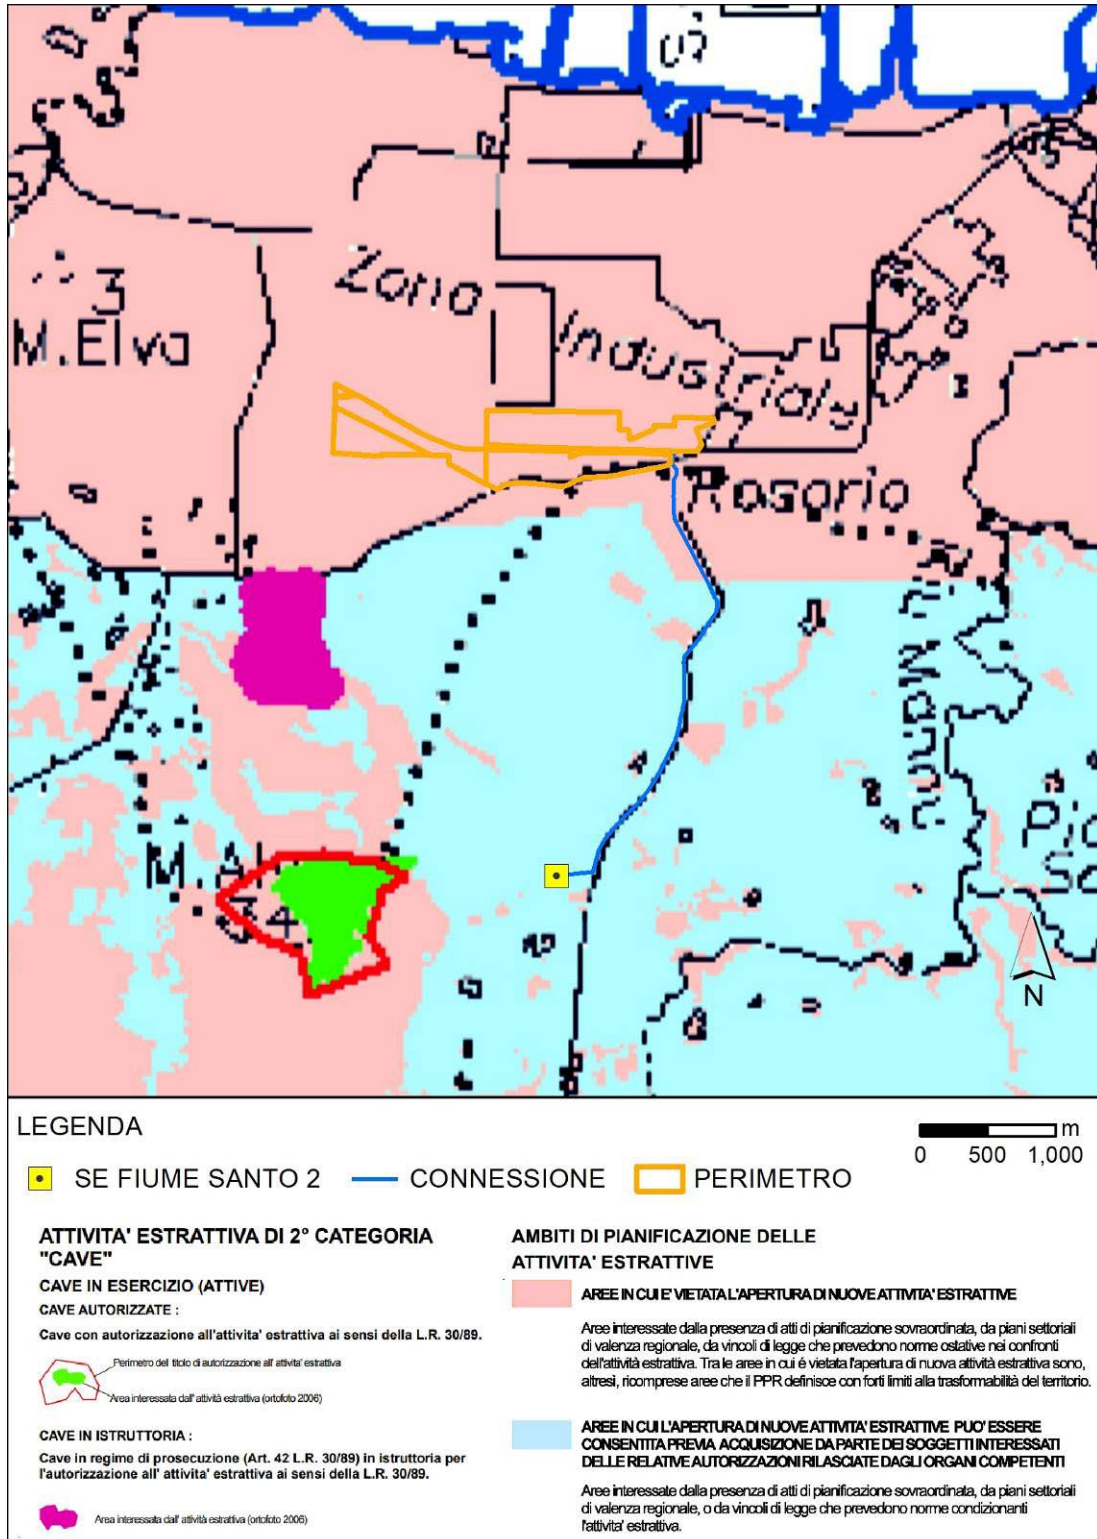 S.
3
M.Elva
Zona
Industriale
7
Rosario
M.
34
N
LEGENDA
m
0 500 1,000
SE FIUME SANTO 2 CONNESSIONE PERIMETRO
ATTIVITA' ESTRATTIVA DI 2° CATEGORIA
"CAVE"
CAVE IN ESERCIZIO (ATTIVE)
CAVE AUTORIZZATE :
Cave con autorizzazione all'attivita' estrattiva ai sensi della L.R. 30/89.
Perimetro del titolo di autorizzazione all' attivita' estrattiva
Area interessata dall' attività estrattiva (ortofoto 2006)
CAVE IN ISTRUTTORIA :
Cave in regime di prosecuzione (Art. 42 L.R. 30/89) in istruttoria per
l'autorizzazione all' attivita' estrattiva ai sensi della L.R. 30/89.
Area interessata dall' attività estrattiva (ortofoto 2006)
AMBITI DI PIANIFICAZIONE DELLE
ATTIVITA' ESTRATTIVE
AREE IN CUI E' VIETATA L'APERTURA DI NUOVE ATTIVITA' ESTRATTIVE
Aree interessate dalla presenza di atti di pianificazione sovraordinata, da piani settoriali
di valenza regionale, da vincoli di legge che prevedono norme ostative nei confronti
dell'attività estrattiva. Tra le aree in cui é vietata l'apertura di nuova attività estrattiva sono,
altresì, ricomprese aree che il PPR definisce con forti limiti alla trasformabilità del territorio.
AREE IN CUI L'APERTURA DI NUOVE ATTIVITA' ESTRATTIVE PUO' ESSERE
CONSENTITA PREVIA ACQUISIZIONE DA PARTE DEI SOGGETTI INTERESSATI
DELLE RELATIVE AUTORIZZAZIONI RILASCIATE DAGLI ORGANI COMPETENTI
Aree interessate dalla presenza di atti di pianificazione sovraordinata, da piani settoriali
di valenza regionale, o da vincoli di legge che prevedono norme condizionanti
l'attività estrattiva.